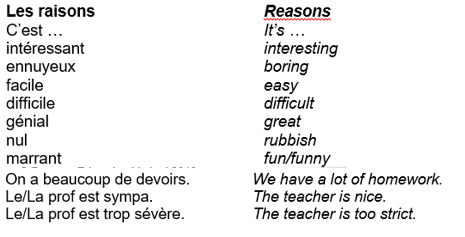 Les raisons Reasons
C'est … It's …
intéressant interesting
ennuyeux boring
facile easy
difficile difficult
génial great
nul rubbish
marrant fun/funny
On a beaucoup de devoirs. We have a lot of homework.
Le/La prof est sympa. The teacher is nice.
Le/La prof est trop sévère. The teacher is too strict.